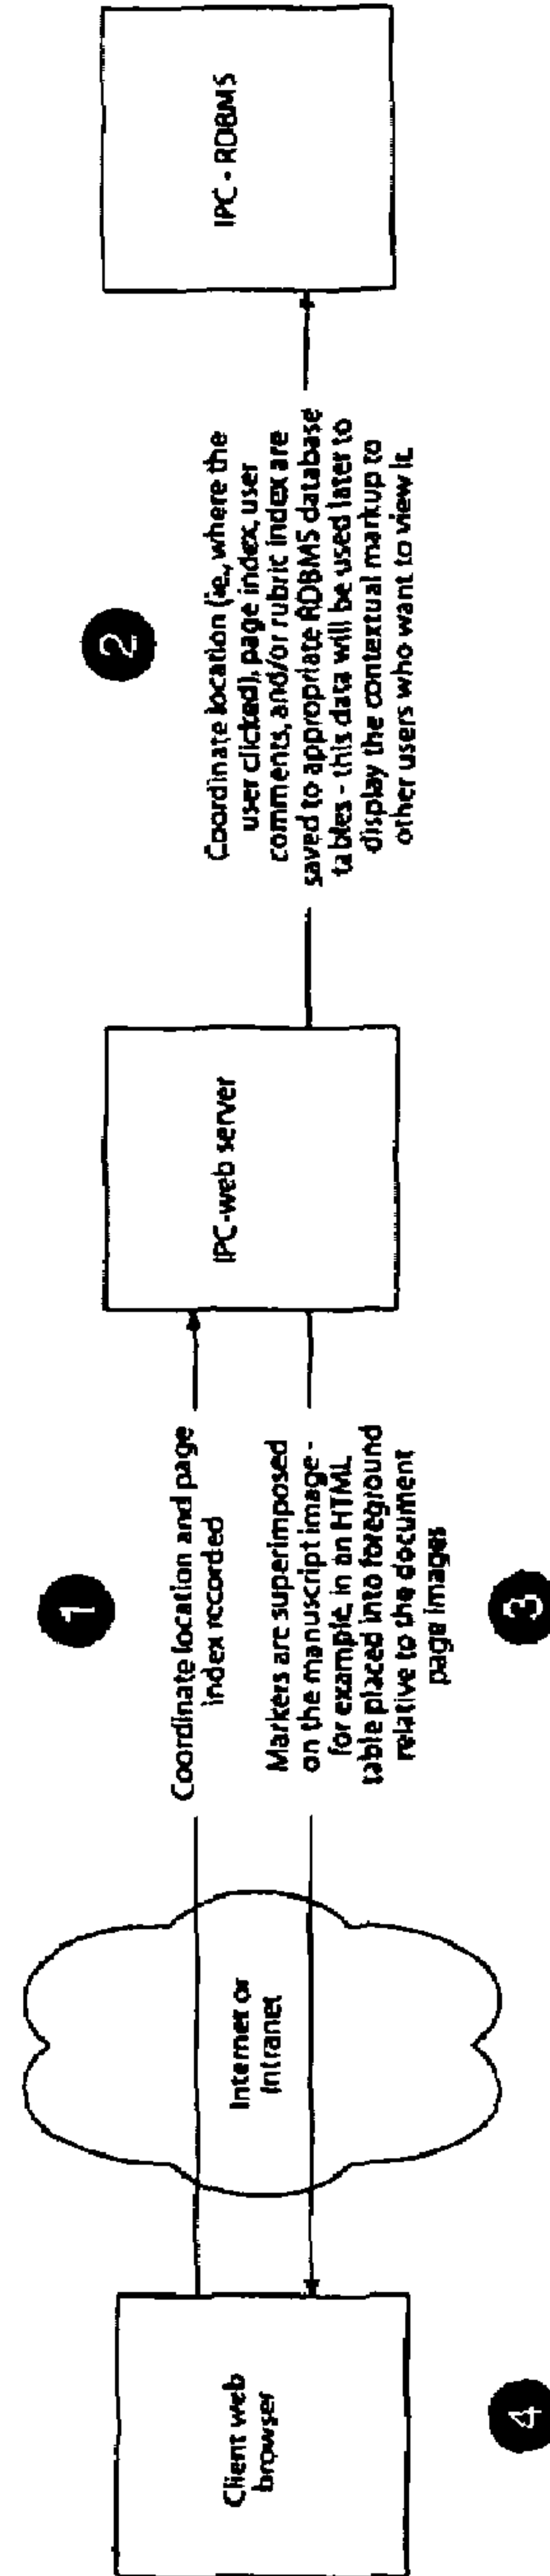 Client web
browser
4
Internet or
Intranet
1
Coordinate location and page
index recorded
Markers are superimposed
on the manuscript image -
for example, in an HTML
table placed into foreground
relative to the document
page images
3
IPC-web server
2
Coordinate location (ie., where the
user clicked), page index, user
comments, and/or rubric index are
saved to appropriate RDBMS database
tables - this data will be used later to
display the contextual markup to
other users who want to view it.
IPC - RDBMS